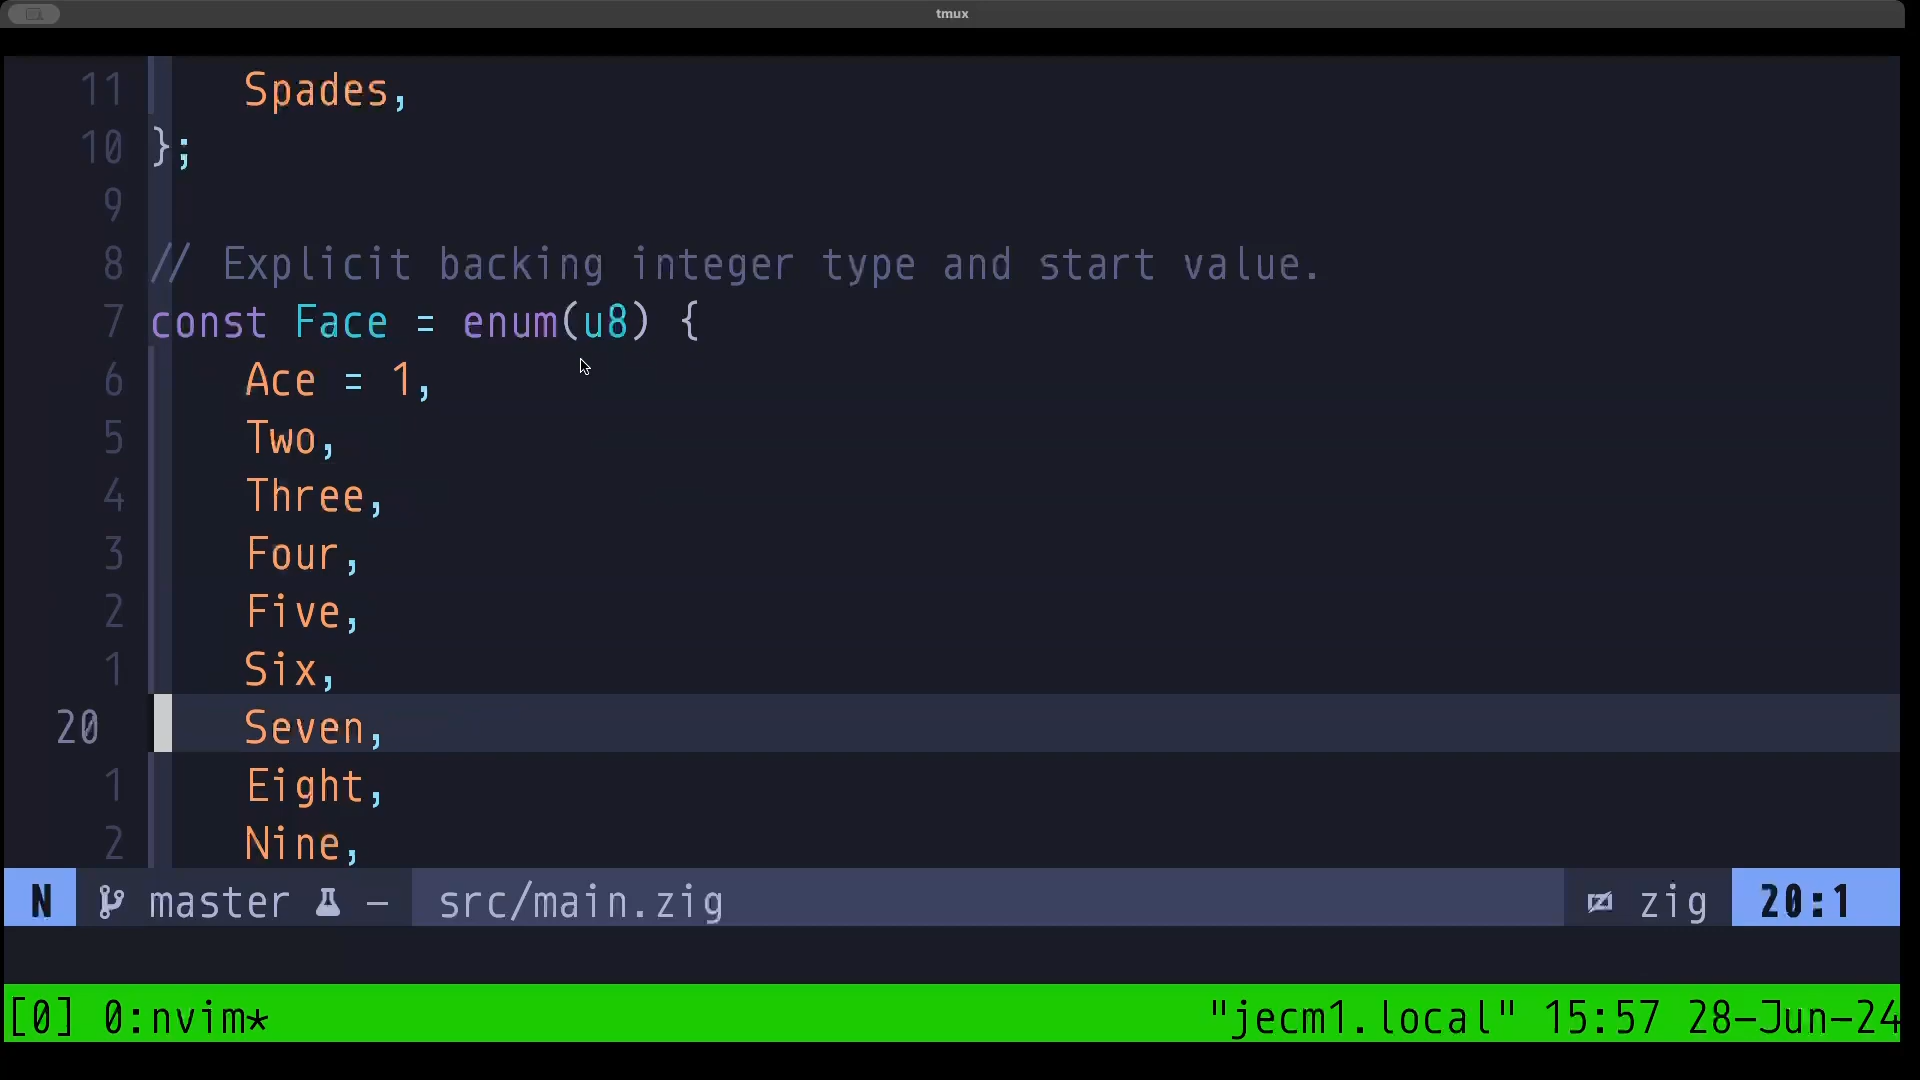 tmux
11 Spades,
10 };
9
8 // Explicit backing integer type and start value.
7 const Face = enum(u8) {
6 Ace = 1,
5 Two,
4 Three,
3 Four,
2 Five,
1 Six,
20 Seven,
1 Eight,
2 Nine,
N master – src/main.zig zig 20:1
[0] 0:nvim* "jecm1.local" 15:57 28-Jun-24